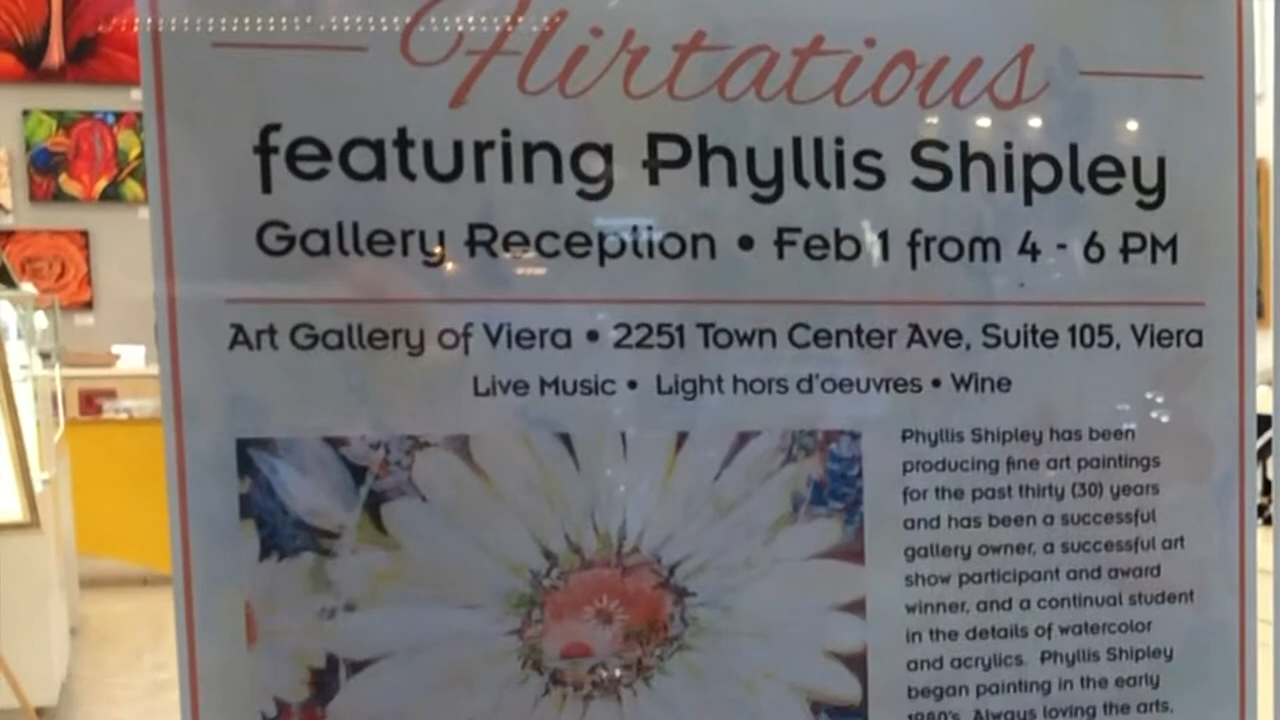 Flirtatious
featuring Phyllis Shipley
Gallery Reception • Feb 1 from 4 - 6 PM
Art Gallery of Viera • 2251 Town Center Ave, Suite 105, Viera
Live Music • Light hors d'oeuvres • Wine
Phyllis Shipley has been
producing fine art paintings
for the past thirty (30) years
and has been a successful
gallery owner, a successful art
show participant and award
winner, and a continual student
in the details of watercolor
and acrylics. Phyllis Shipley
began painting in the early
1980's. Always loving the arts,